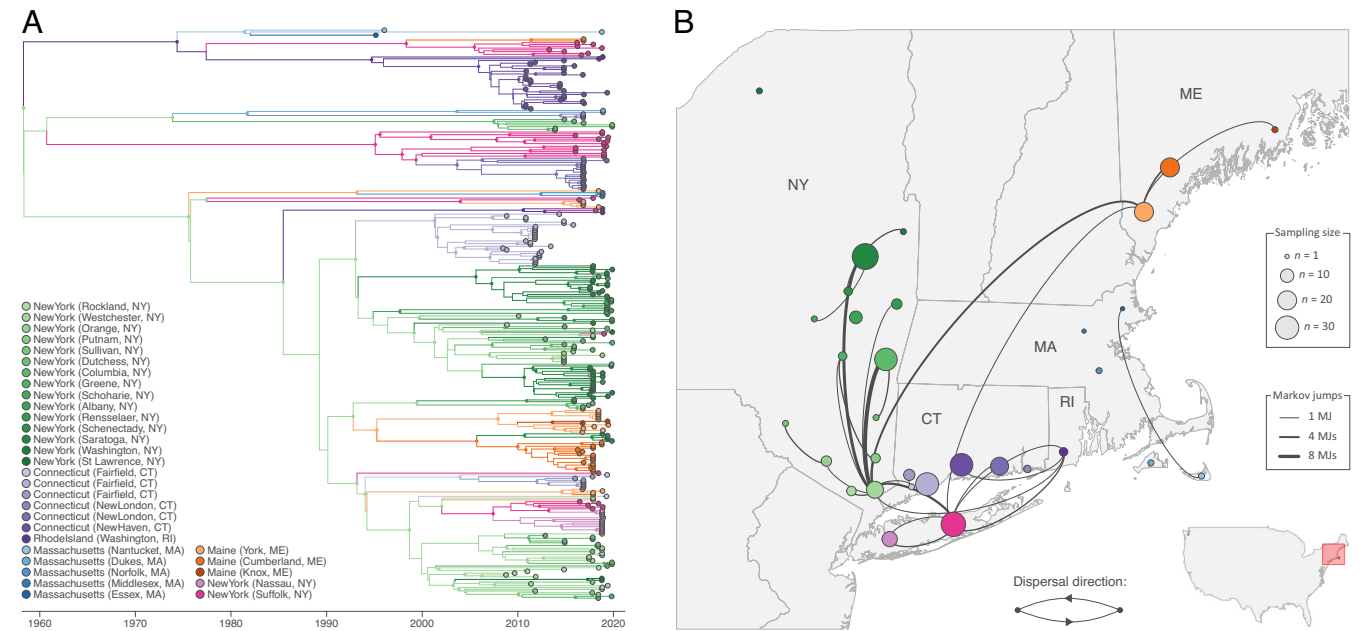 A
NewYork (Rockland, NY)
NewYork (Westchester, NY)
NewYork (Orange, NY)
NewYork (Putnam, NY)
NewYork (Sullivan, NY)
NewYork (Dutchess, NY)
NewYork (Columbia, NY)
NewYork (Greene, NY)
NewYork (Schoharie, NY)
NewYork (Albany, NY)
NewYork (Rensselaer, NY)
NewYork (Schenectady, NY)
NewYork (Saratoga, NY)
NewYork (Washington, NY)
NewYork (St Lawrence, NY)
Connecticut (Fairfield, CT)
Connecticut (Fairfield, CT)
Connecticut (Fairfield, CT)
Connecticut (NewLondon, CT)
Connecticut (NewLondon, CT)
Connecticut (NewHaven, CT)
RhodeIsland (Washington, RI)
Massachusetts (Nantucket, MA)
Massachusetts (Dukes, MA)
Massachusetts (Norfolk, MA)
Massachusetts (Middlesex, MA)
Massachusetts (Essex, MA)
Maine (York, ME)
Maine (Cumberland, ME)
Maine (Knox, ME)
NewYork (Nassau, NY)
NewYork (Suffolk, NY)
1960 1970 1980 1990 2000 2010 2020
B
ME
NY
MA
CT
RI
Sampling size
n = 1
n = 10
n = 20
n = 30
Markov jumps
1 MJ
4 MJs
8 MJs
Dispersal direction: